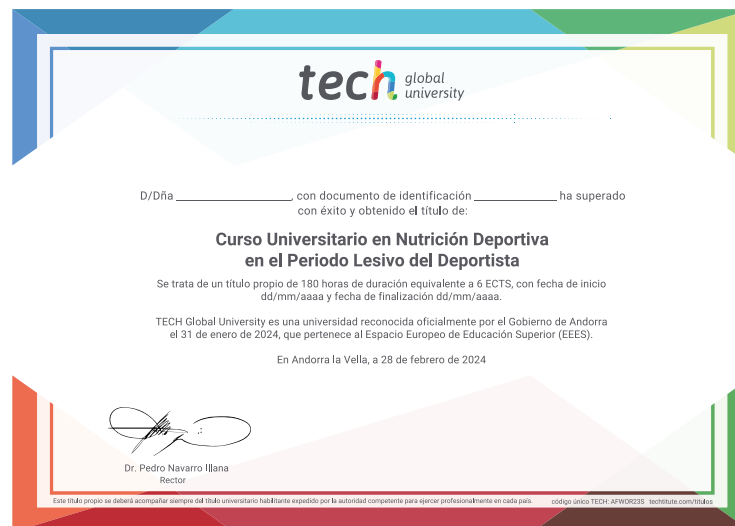 tech global
university
D/Dña ______________, con documento de identificación ______________ ha superado
con éxito y obtenido el título de:
Curso Universitario en Nutrición Deportiva
en el Periodo Lesivo del Deportista
Se trata de un título propio de 180 horas de duración equivalente a 6 ECTS, con fecha de inicio
dd/mm/aaaa y fecha de finalización dd/mm/aaaa.
TECH Global University es una universidad reconocida oficialmente por el Gobierno de Andorra
el 31 de enero de 2024, que pertenece al Espacio Europeo de Educación Superior (EEES).
En Andorra la Vella, a 28 de febrero de 2024
Dr. Pedro Navarro Illana
Rector
Este título propio se deberá acompañar siempre del título universitario habilitante expedido por la autoridad competente para ejercer profesionalmente en cada país. código único TECH: AFWOR235 techtitute.com/titulos